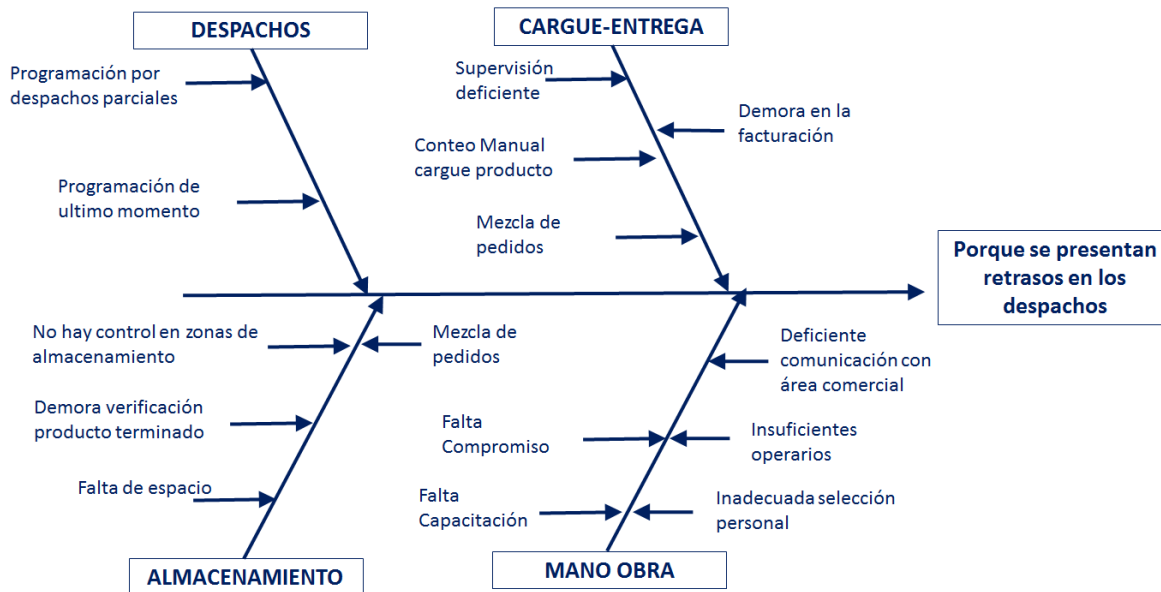 DESPACHOS
CARGUE-ENTREGA
Programación por
despachos parciales
Programación de
ultimo momento
Supervisión
deficiente
Demora en la
facturación
Conteo Manual
cargue producto
Mezcla de
pedidos
Porque se presentan
retrasos en los
despachos
No hay control en zonas de
almacenamiento
Mezcla de
pedidos
Demora verificación
producto terminado
Falta de espacio
Deficiente
comunicación con
área comercial
Falta
Compromiso
Insuficientes
operarios
Falta
Capacitación
Inadecuada selección
personal
ALMACENAMIENTO
MANO OBRA